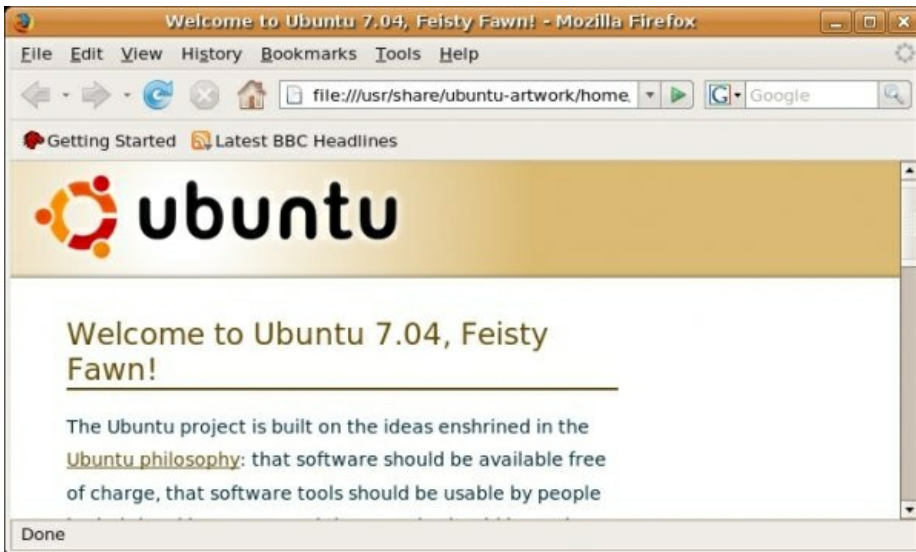 Welcome to Ubuntu 7.04, Feisty Fawn! - Mozilla Firefox
File Edit View History Bookmarks Tools Help
file:///usr/share/ubuntu-artwork/home. G Google
Getting Started Latest BBC Headlines
ubuntu
Welcome to Ubuntu 7.04, Feisty
Fawn!
The Ubuntu project is built on the ideas enshrined in the
Ubuntu philosophy: that software should be available free
of charge, that software tools should be usable by people
Done